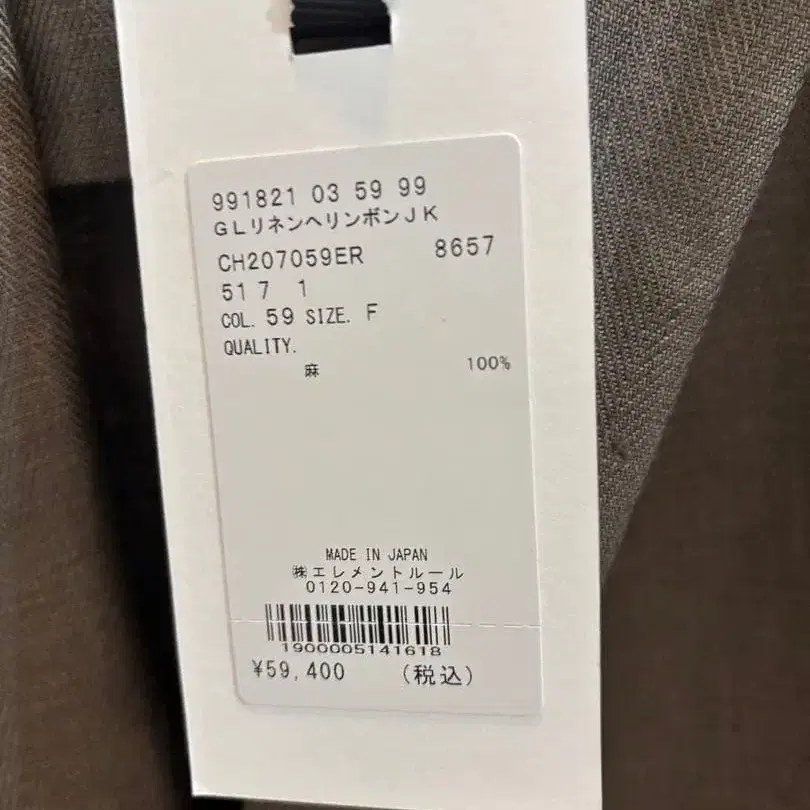 991821 03 59 99
GLリネンヘリンボンJK
CH207059ER 8657
51 7 1
COL. 59 SIZE. F
QUALITY.
麻 100%
MADE IN JAPAN
㈱エレメントルール
0120-941-954
1900005141618
¥59,400 (税込)